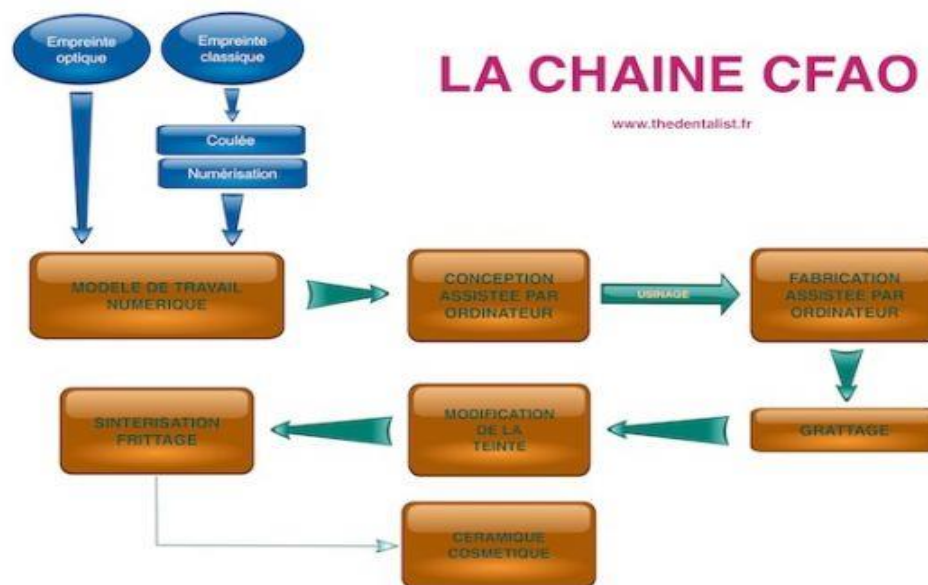 Empreinte
optique
Empreinte
classique
LA CHAINE CFAO
www.thedentalist.fr
Coulée
Numérisation
MODELE DE TRAVAIL
NUMERIQUE
CONCEPTION
ASSISTEE PAR
ORDINATEUR
USINAGE
FABRICATION
ASSISTEE PAR
ORDINATEUR
SINTERISATION
FRITTAGE
MODIFICATION
DE LA
TEINTE
GRATTAGE
CERAMIQUE
COSMETIQUE